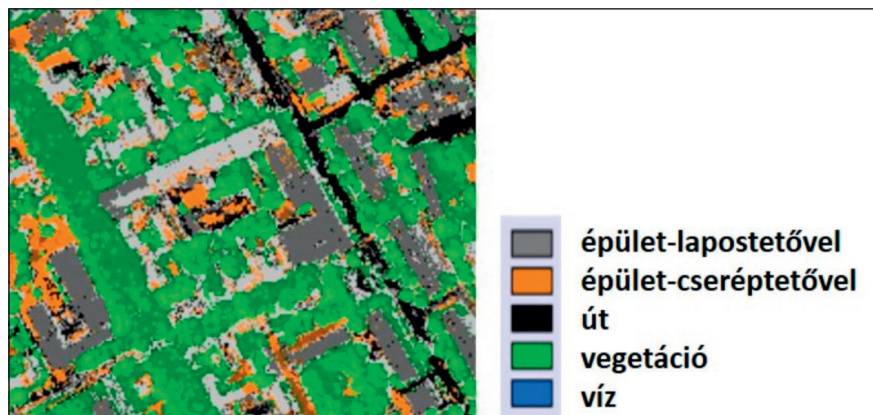 épület-lapostetővel
épület-cseréptetővel
út
vegetáció
víz